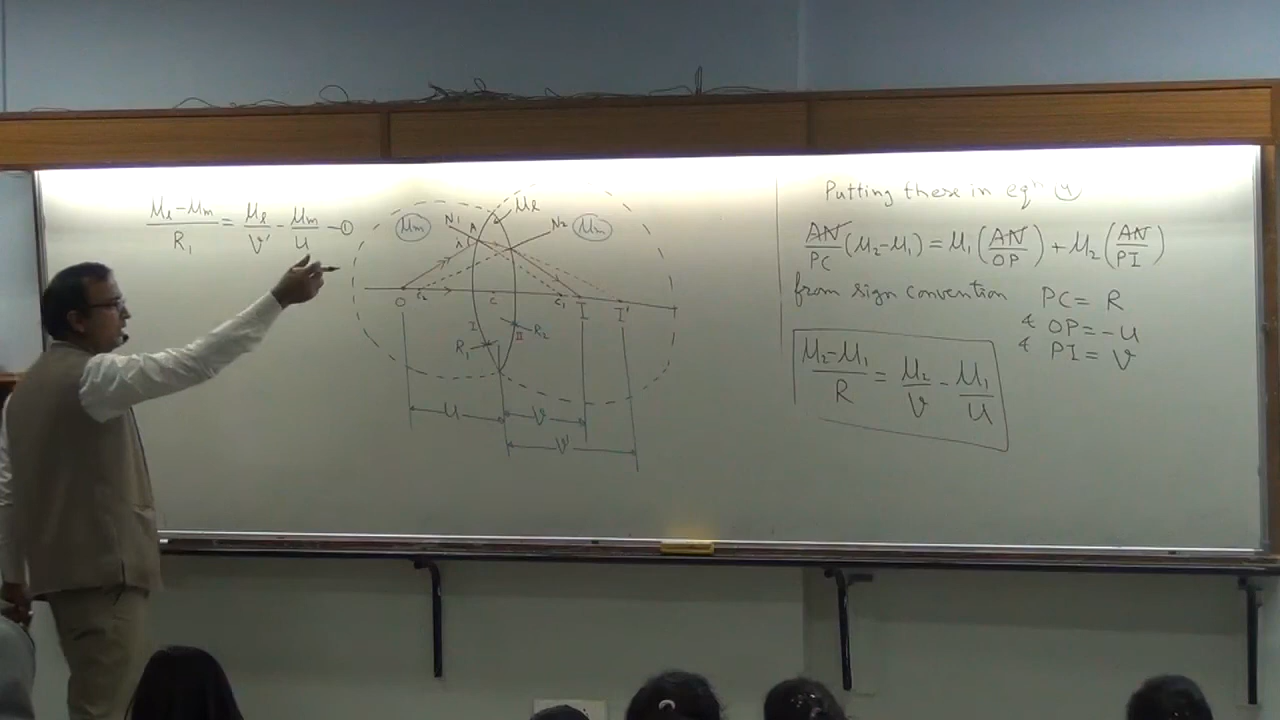 μℓ-μm / R₁ = μℓ / V' - μm / u -①
μm N1 A i μℓ N2 μm
O C₂ C C₁ I I'
I II R₂
R₁
u V
V'
Putting these in eqⁿ ④
AN/PC (μ₂-μ₁) = μ₁(AN/OP) + μ₂(AN/PI)
from sign convention PC = R
& OP = -u
& PI = V
μ₂-μ₁ / R = μ₂ / V - μ₁ / u